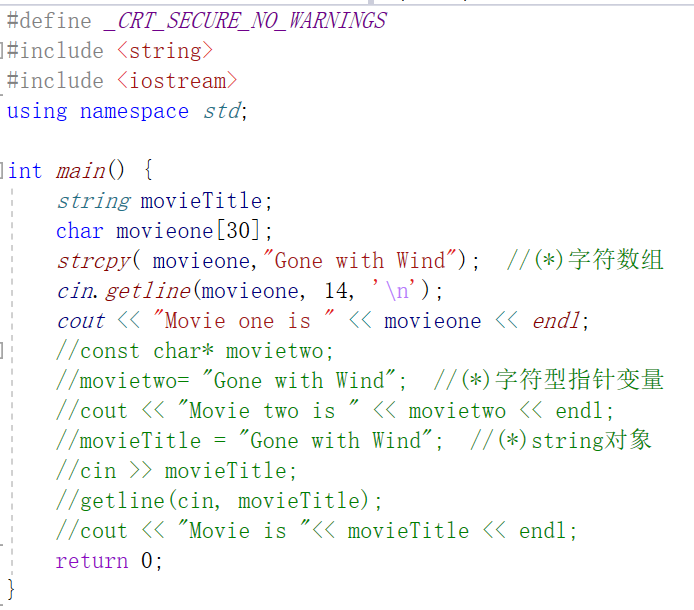 #define _CRT_SECURE_NO_WARNINGS
#include <string>
#include <iostream>
using namespace std;
int main() {
string movieTitle;
char movieone[30];
strcpy( movieone,"Gone with Wind");  //(*)字符数组
cin.getline(movieone, 14, '\n');
cout << "Movie one is " << movieone << endl;
//const char* movietwo;
//movietwo= "Gone with Wind";  //(*)字符型指针变量
//cout << "Movie two is " << movietwo << endl;
//movieTitle = "Gone with Wind";  //(*)string对象
//cin >> movieTitle;
//getline(cin, movieTitle);
//cout << "Movie is "<< movieTitle << endl;
return 0;
}